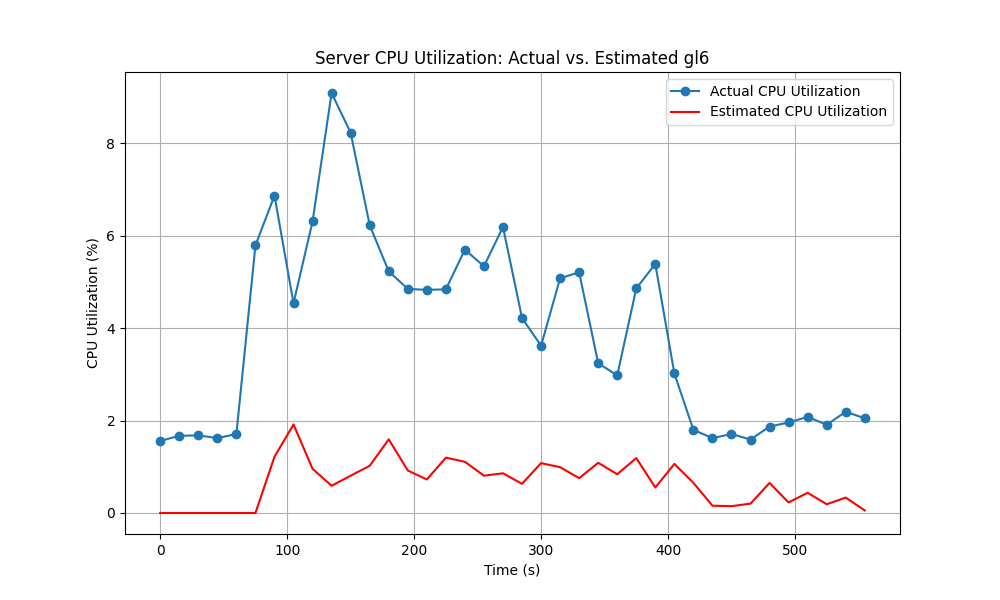 Server CPU Utilization: Actual vs. Estimated gl6
Actual CPU Utilization
Estimated CPU Utilization
CPU Utilization (%)
8
6
4
2
0
0 100 200 300 400 500
Time (s)